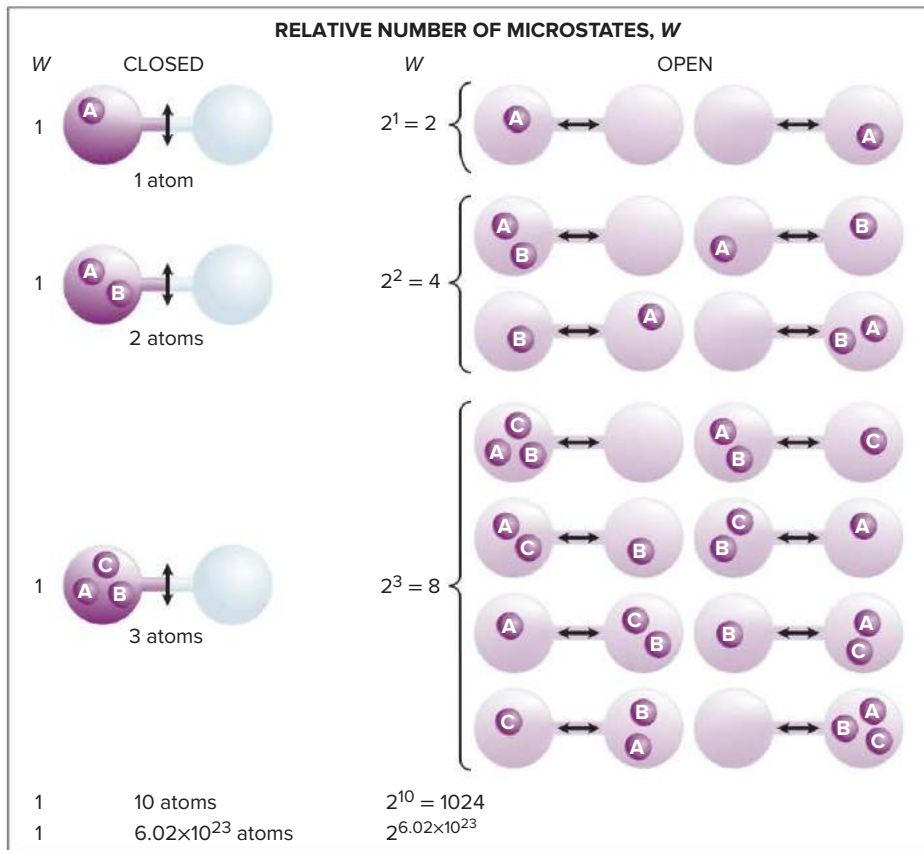 RELATIVE NUMBER OF MICROSTATES, W
W CLOSED W OPEN
1 A 2¹ = 2 A A
1 atom
1 A B 2² = 4 A B A B
B A B A
2 atoms
1 C A B 2³ = 8 C A B A B C
A C B C B A
A C B B A C
C B A A B C
3 atoms
1 10 atoms 2¹⁰ = 1024
1 6.02×10²³ atoms 2^6.02×10²³